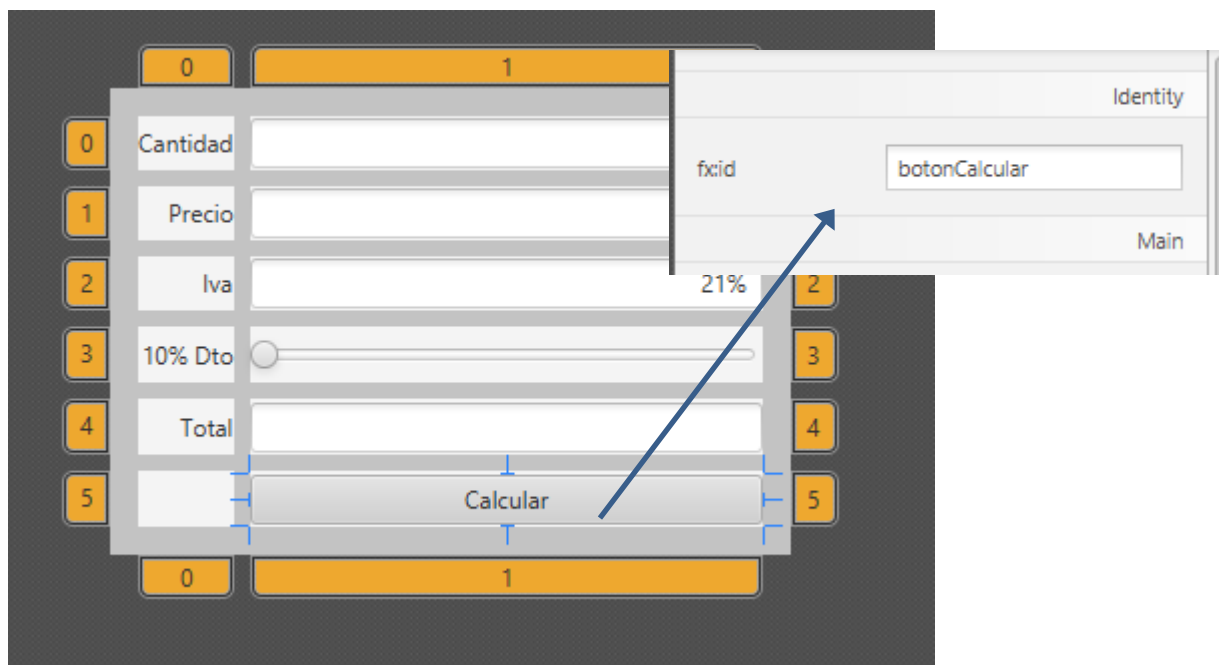 0 1
Identity
0 Cantidad
fx:id botonCalcular
1 Precio
Main
2 Iva 21% 2
3 10% Dto 3
4 Total 4
5 Calcular 5
0 1